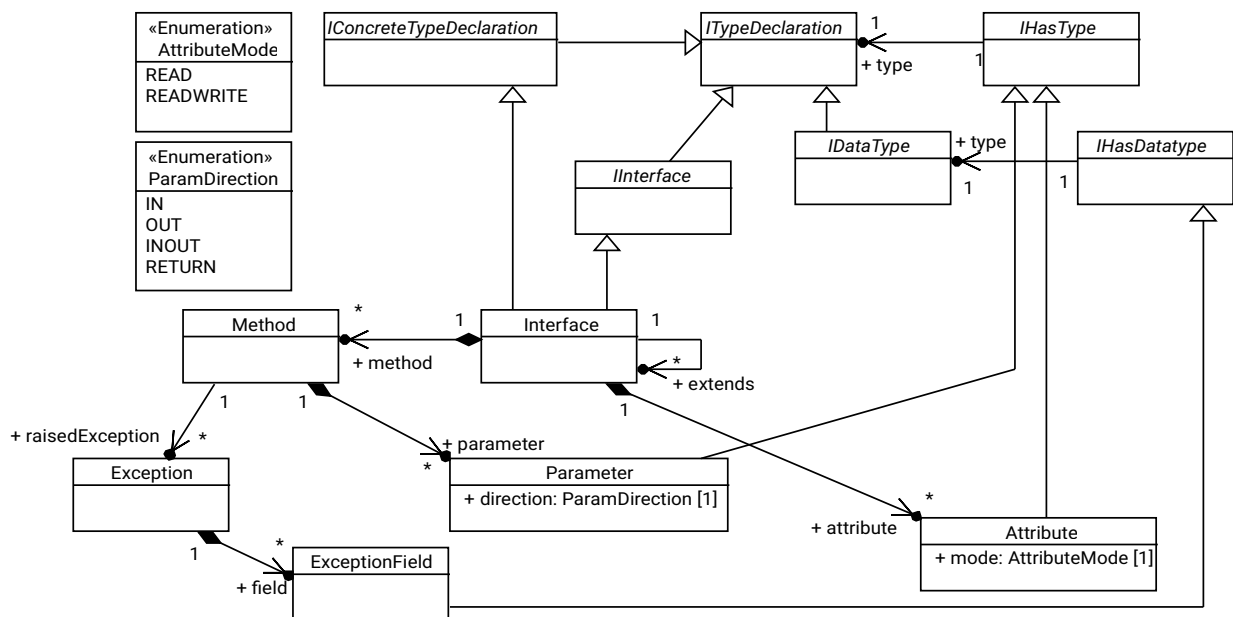 «Enumeration»
AttributeMode
READ
READWRITE
«Enumeration»
ParamDirection
IN
OUT
INOUT
RETURN
IConcreteTypeDeclaration
ITypeDeclaration
1
+ type
1
IHasType
IDataType
+ type
1
1
IHasDatatype
IInterface
Method
*
+ method
1
Interface
1
*
+ extends
1
1
1
+ raisedException
*
Exception
+ parameter
*
Parameter
+ direction: ParamDirection [1]
*
+ attribute
Attribute
+ mode: AttributeMode [1]
1
*
+ field
ExceptionField